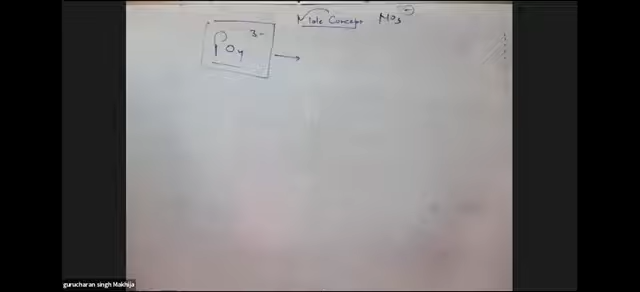 Mole Concept NO₃⁻
PO₄³⁻ →
gurucharan singh Makhija